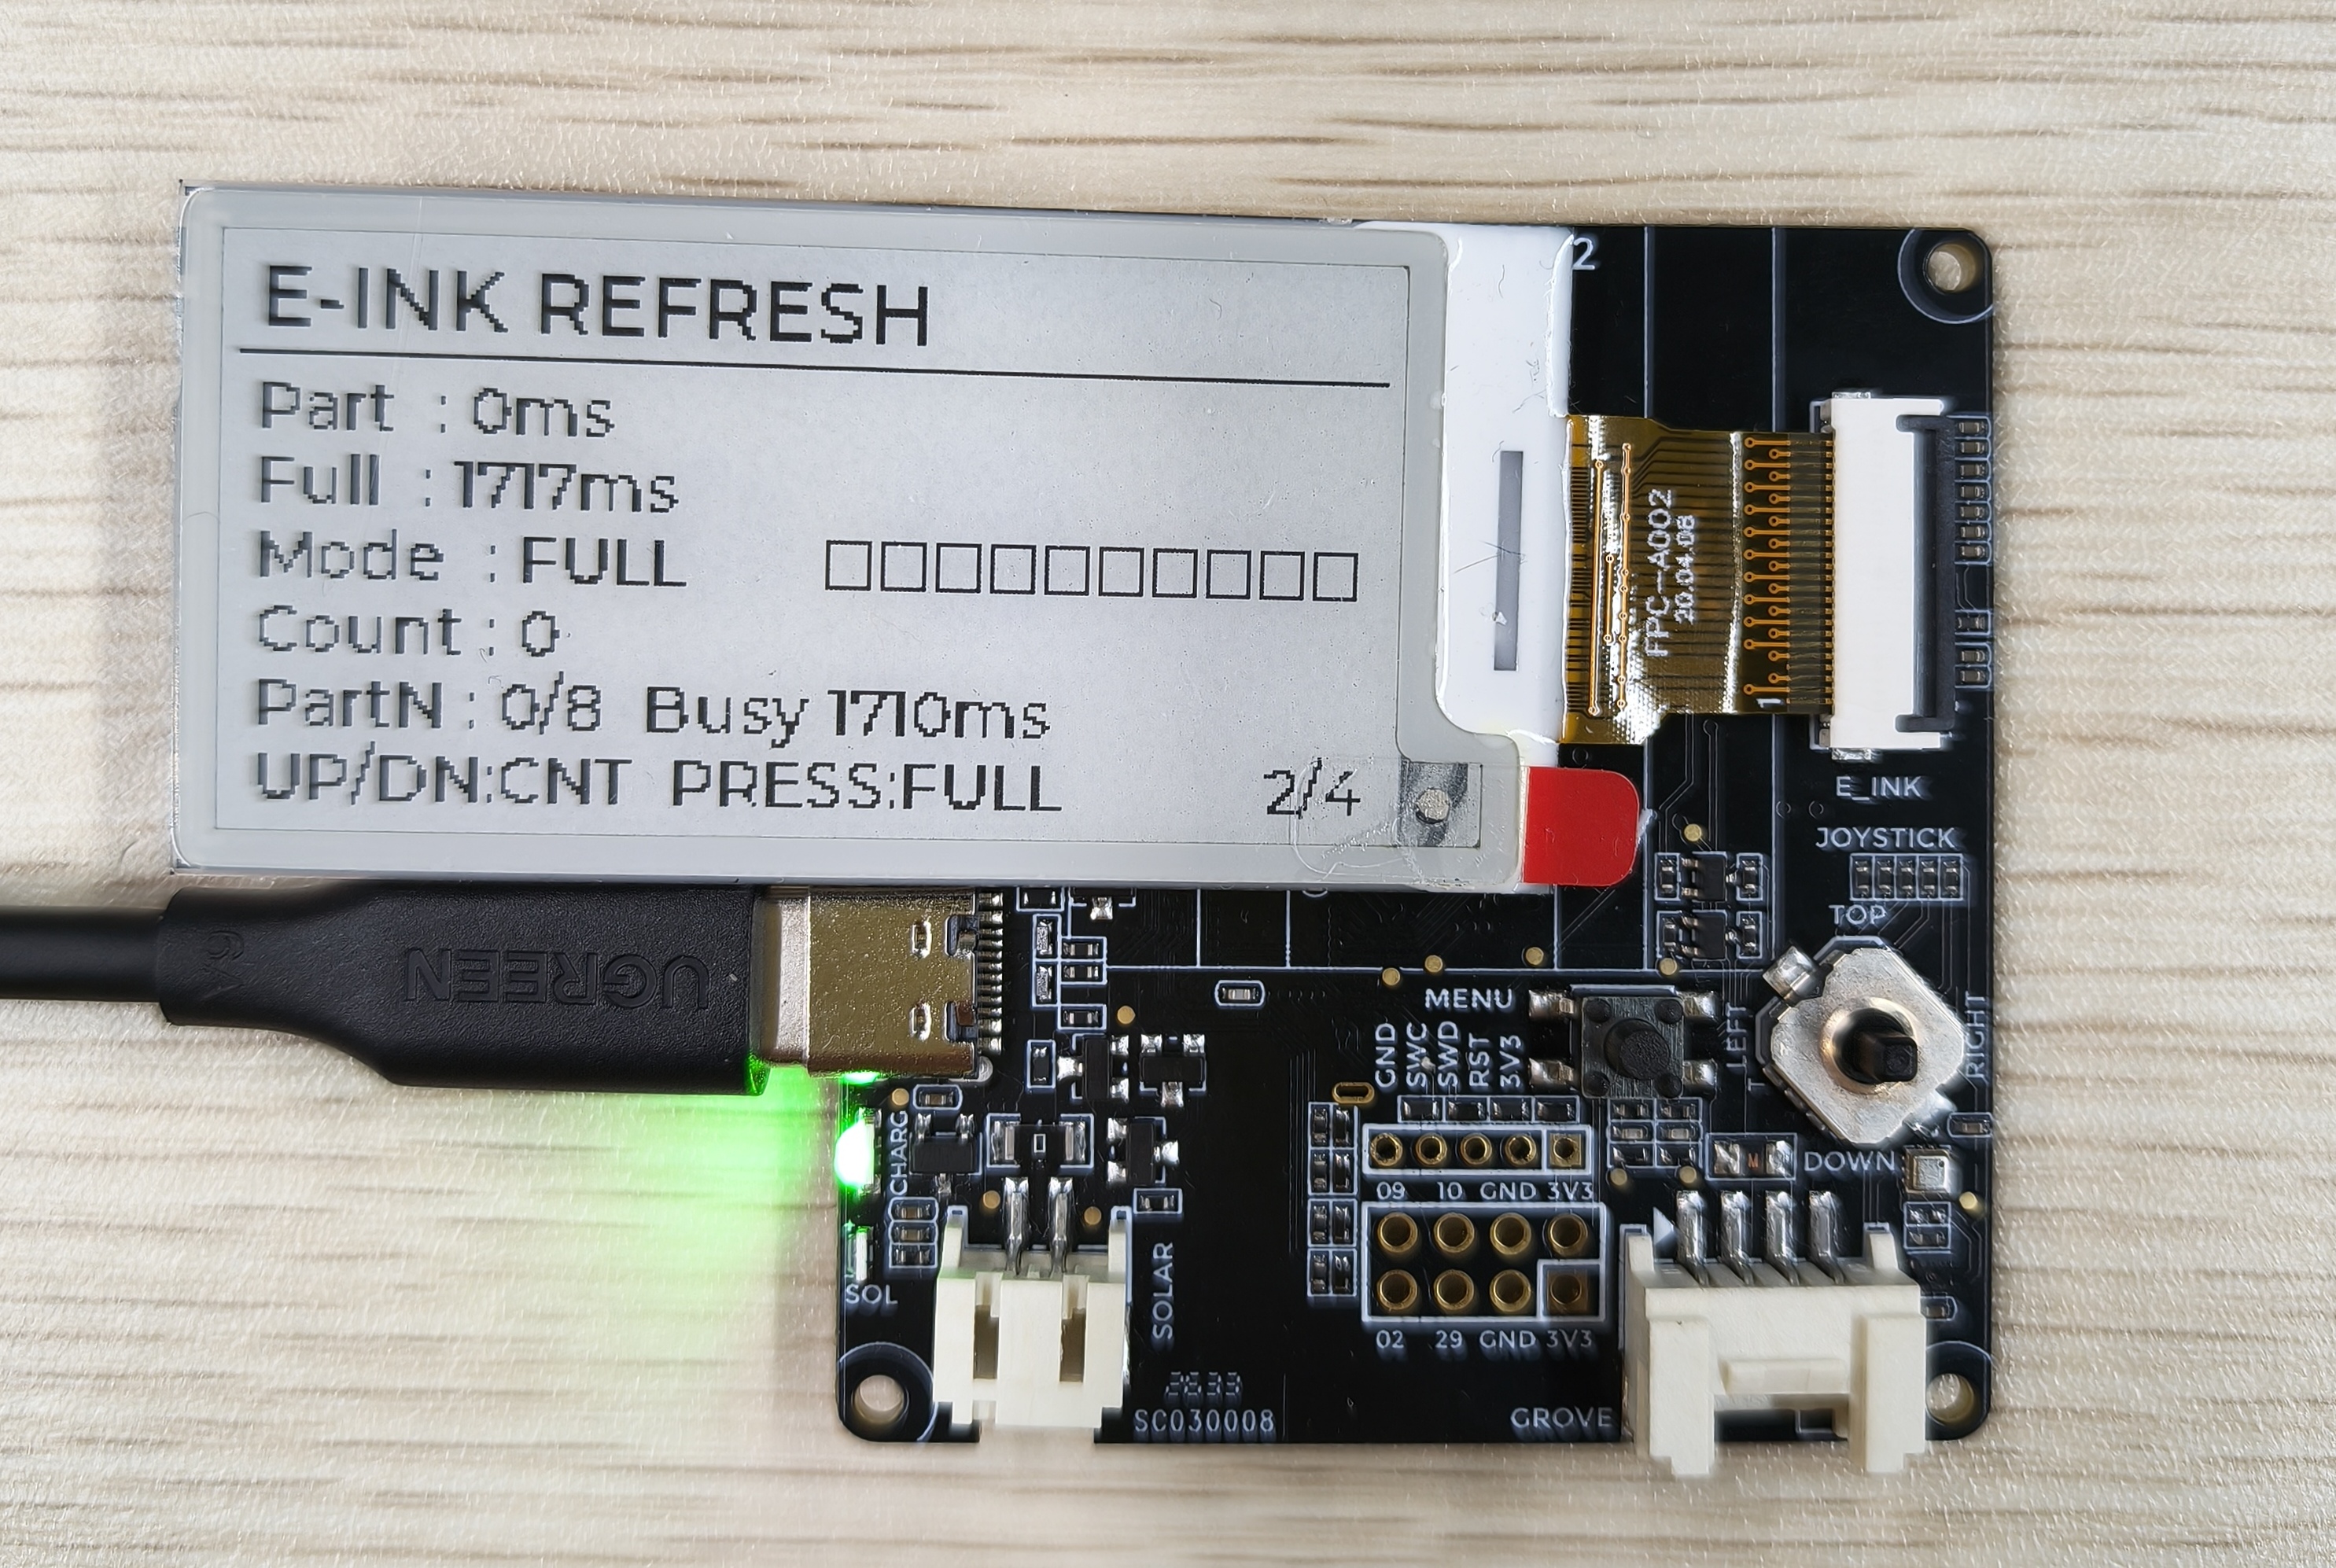 E-INK REFRESH
Part : 0ms
Full : 1717ms
Mode : FULL
Count : 0
PartN : 0/8 Busy 1710ms
UP/DN:CNT PRESS:FULL 2/4
2
FPC-A002
20.04.08
1
E_INK
JOYSTICK
TOP
UGREEN
6A
MENU
LEFT
RIGHT
GND
SWC
SWD
RST
3V3
CHARG
DOWN
09 10 GND 3V3
SOL
SOLAR
02 29 GND 3V3
SC030008
GROVE